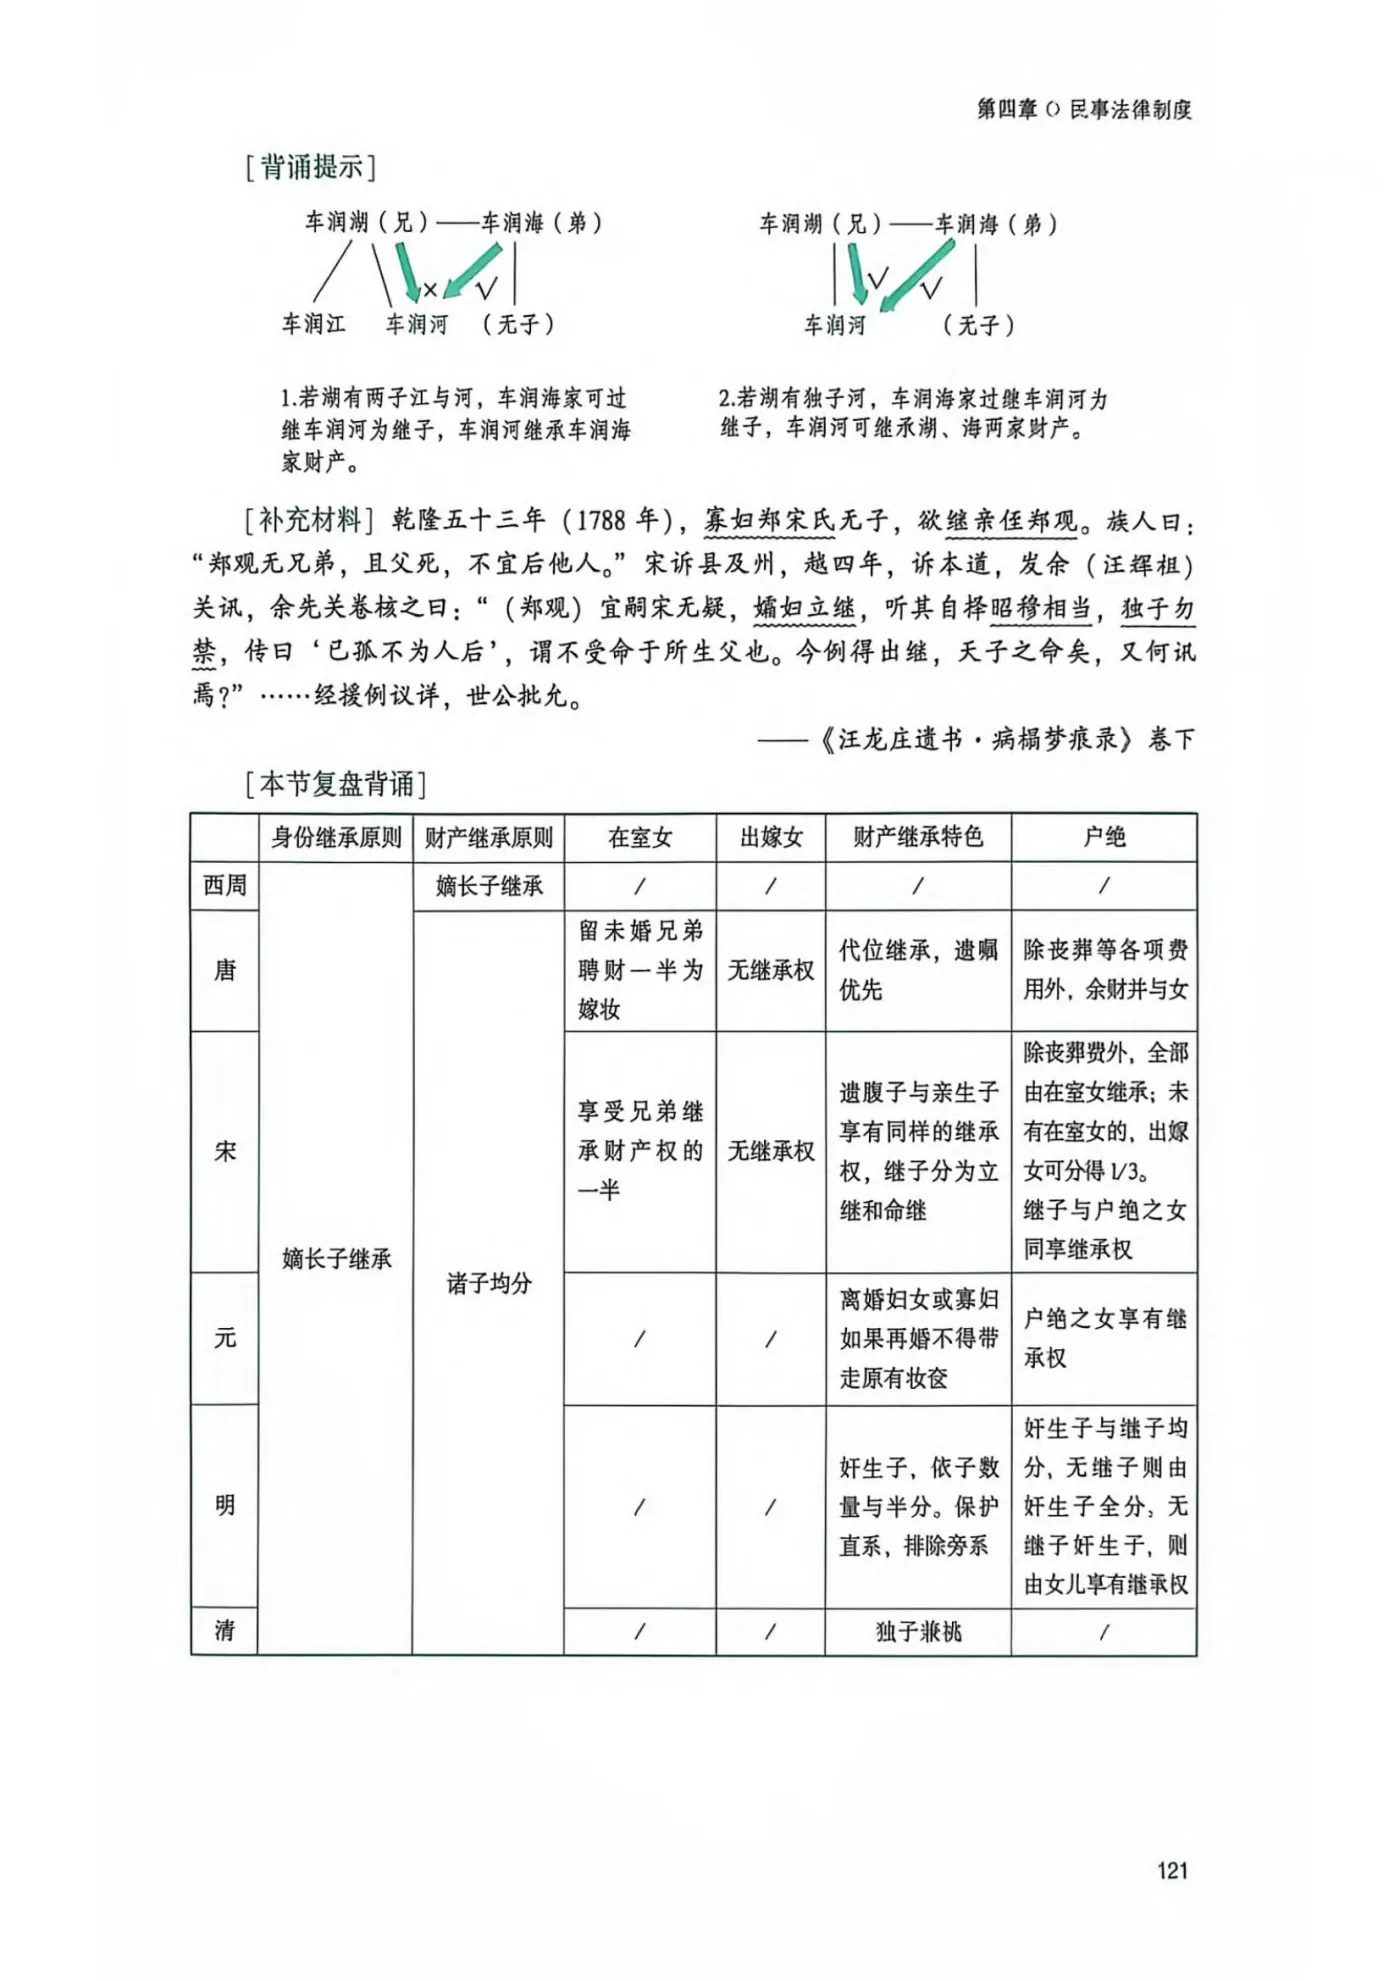 第四章 民事法律制度
[背诵提示]
车润湖（兄）——车润海（弟）
× √
车润江 车润河 （无子）
1.若湖有两子江与河，车润海家可过
继车润河为继子，车润河继承车润海
家财产。
车润湖（兄）——车润海（弟）
√ √
车润河 （无子）
2.若湖有独子河，车润海家过继车润河为
继子，车润河可继承湖、海两家财产。
[补充材料] 乾隆五十三年（1788 年），寡妇郑宋氏无子，欲继亲侄郑观。族人曰：
“郑观无兄弟，且父死，不宜后他人。”宋诉县及州，越四年，诉本道，发余（汪辉祖）
关讯，余先关卷核之曰：“（郑观）宜嗣宋无疑，孀妇立继，听其自择昭穆相当，独子勿
禁，传曰‘已孤不为人后’，谓不受命于所生父也。今例得出继，天子之命矣，又何讯
焉？”……经援例议详，世公批允。
——《汪龙庄遗书·病榻梦痕录》卷下
[本节复盘背诵]
身份继承原则 财产继承原则 在室女 出嫁女 财产继承特色 户绝
西周 嫡长子继承 / / / /
唐
留未婚兄弟
聘财一半为
嫁妆
无继承权
代位继承，遗嘱
优先
除丧葬等各项费
用外，余财并与女
宋
享受兄弟继
承财产权的
一半
无继承权
遗腹子与亲生子
享有同样的继承
权，继子分为立
继和命继
除丧葬费外，全部
由在室女继承；未
有在室女的，出嫁
女可分得 1/3。
继子与户绝之女
同享继承权
嫡长子继承
诸子均分
元
/ /
离婚妇女或寡妇
如果再婚不得带
走原有妆奁
户绝之女享有继
承权
明
/ /
奸生子，依子数
量与半分。保护
直系，排除旁系
奸生子与继子均
分，无继子则由
奸生子全分，无
继子奸生子，则
由女儿享有继承权
清 / / 独子兼祧 /
121